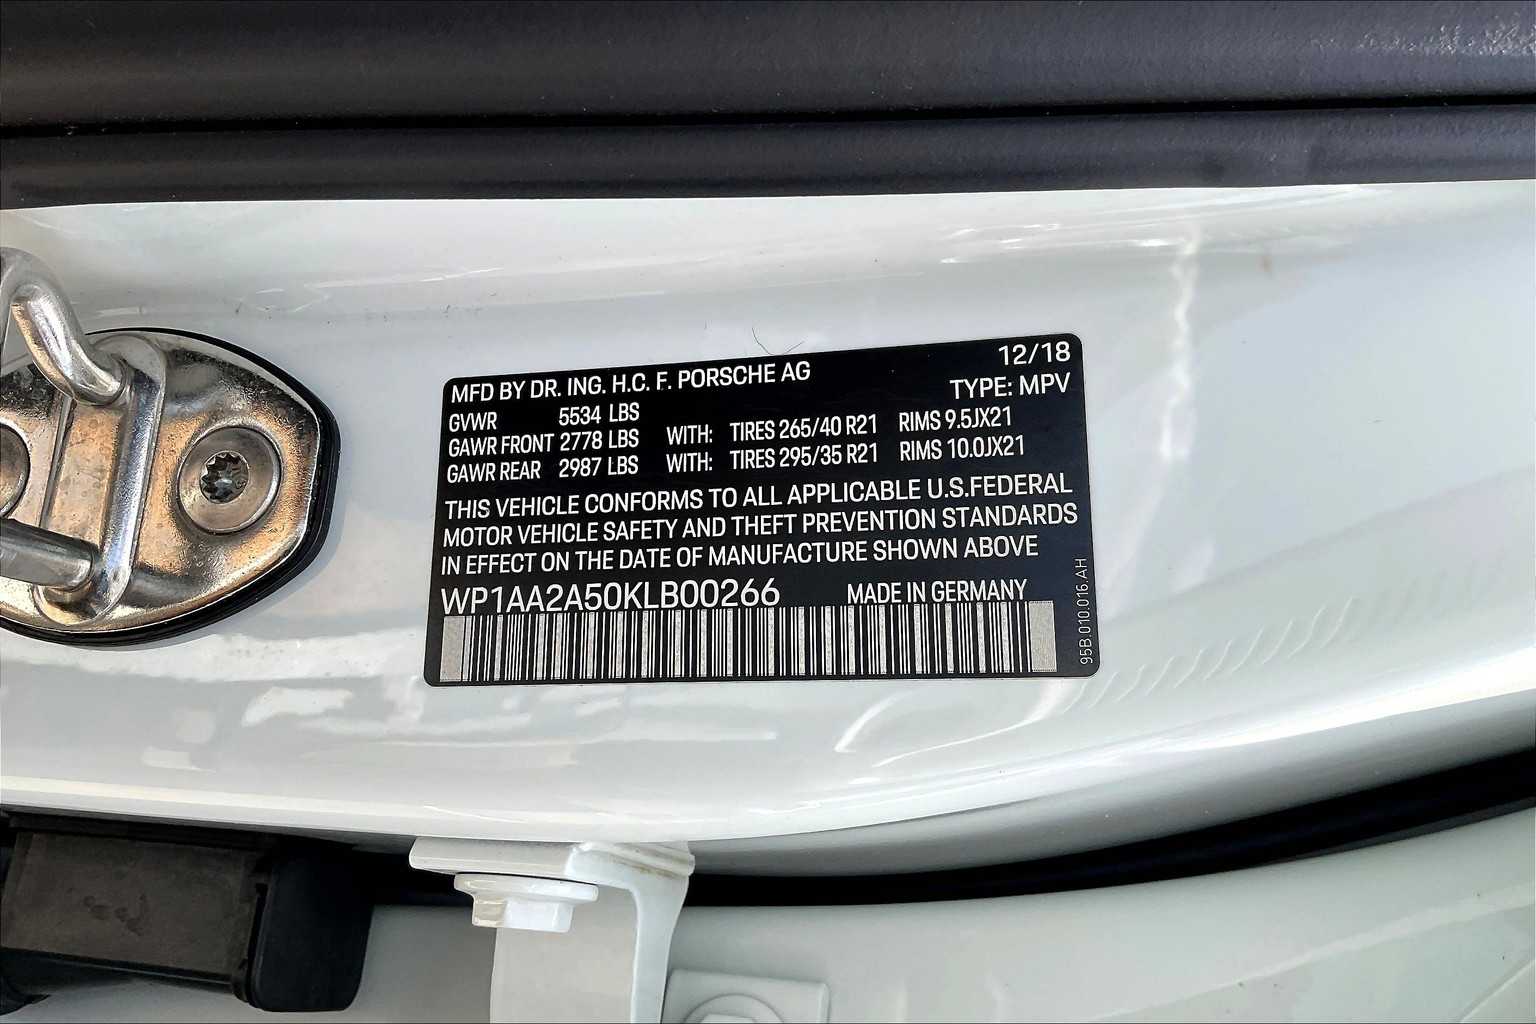 12/18
MFD BY DR. ING. H.C. F. PORSCHE AG
TYPE: MPV
GVWR 5534 LBS
GAWR FRONT 2778 LBS WITH: TIRES 265/40 R21 RIMS 9.5JX21
GAWR REAR 2987 LBS WITH: TIRES 295/35 R21 RIMS 10.0JX21
THIS VEHICLE CONFORMS TO ALL APPLICABLE U.S.FEDERAL
MOTOR VEHICLE SAFETY AND THEFT PREVENTION STANDARDS
IN EFFECT ON THE DATE OF MANUFACTURE SHOWN ABOVE
WP1AA2A50KLB00266 MADE IN GERMANY
95B.010.016.AH